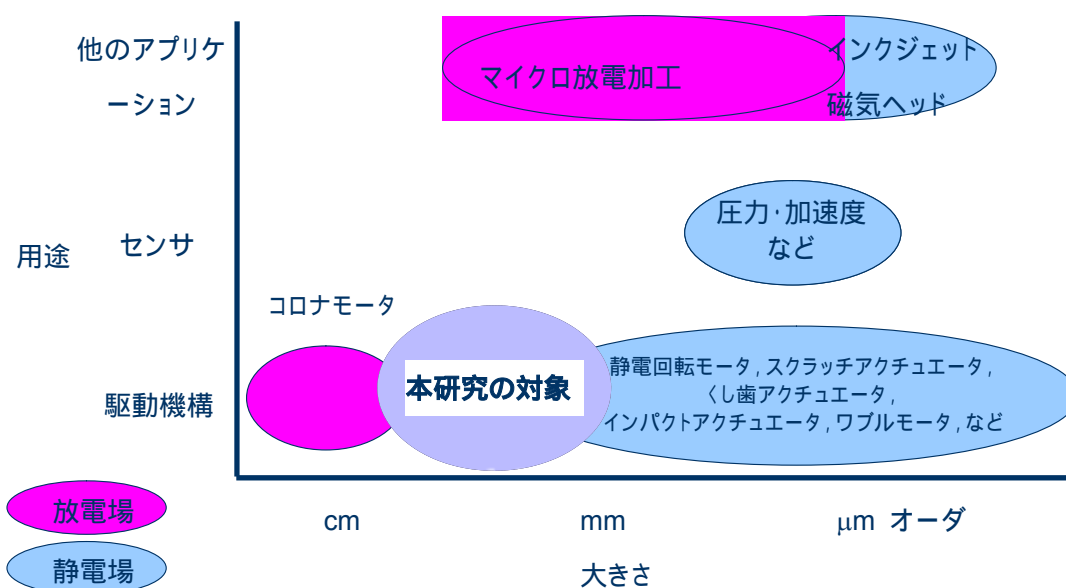 他のアプリケ
ーション
マイクロ放電加工
インクジェット
磁気ヘッド
圧力･加速度
など
センサ
用途
コロナモータ
本研究の対象
静電回転モータ,スクラッチアクチュエータ,
くし歯アクチュエータ,
インパクトアクチュエータ,ワブルモータ,など
駆動機構
放電場
静電場
cm
mm
μm オーダ
大きさ